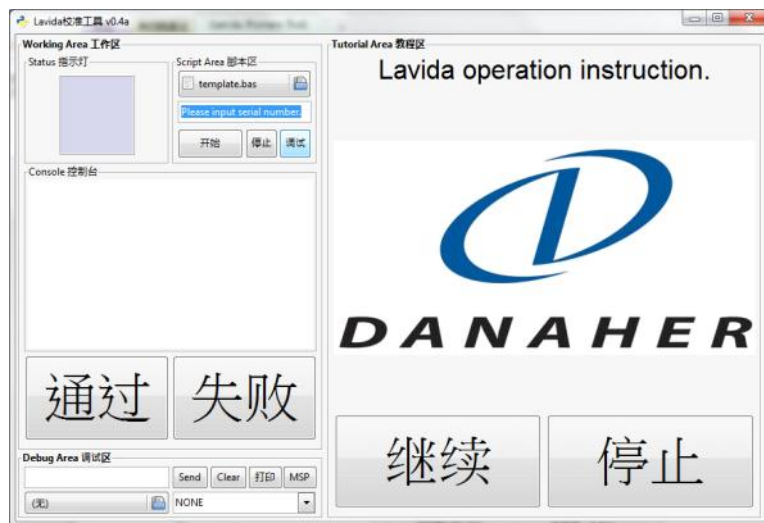 Lavida校准工具 v0.4a
Working Area 工作区
Status 指示灯
Script Area 脚本区
template.bas
Please input serial number.
开始 停止 调试
Console 控制台
通过 失败
Debug Area 调试区
Send Clear 打印 MSP
(无) NONE
Tutorial Area 教程区
Lavida operation instruction.
DANAHER
继续 停止